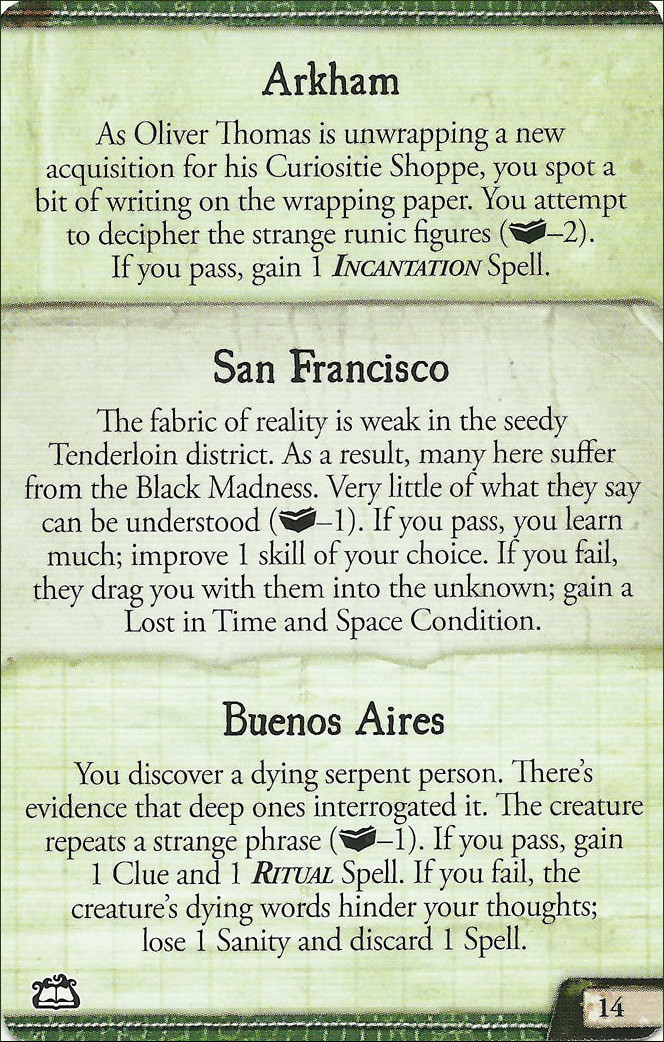 Arkham
As Oliver Thomas is unwrapping a new
acquisition for his Curiositie Shoppe, you spot a
bit of writing on the wrapping paper. You attempt
to decipher the strange runic figures (–2).
If you pass, gain 1 INCANTATION Spell.
San Francisco
The fabric of reality is weak in the seedy
Tenderloin district. As a result, many here suffer
from the Black Madness. Very little of what they say
can be understood (–1). If you pass, you learn
much; improve 1 skill of your choice. If you fail,
they drag you with them into the unknown; gain a
Lost in Time and Space Condition.
Buenos Aires
You discover a dying serpent person. There’s
evidence that deep ones interrogated it. The creature
repeats a strange phrase (–1). If you pass, gain
1 Clue and 1 RITUAL Spell. If you fail, the
creature’s dying words hinder your thoughts;
lose 1 Sanity and discard 1 Spell.
14